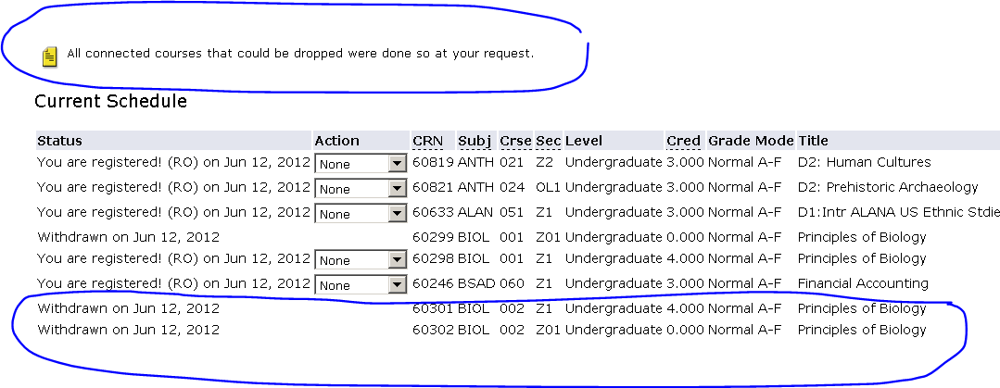 All connected courses that could be dropped were done so at your request.
Current Schedule
Status Action CRN Subj Crse Sec Level Cred Grade Mode Title
You are registered! (RO) on Jun 12, 2012 None 60819 ANTH 021 Z2 Undergraduate 3.000 Normal A-F D2: Human Cultures
You are registered! (RO) on Jun 12, 2012 None 60821 ANTH 024 OL1 Undergraduate 3.000 Normal A-F D2: Prehistoric Archaeology
You are registered! (RO) on Jun 12, 2012 None 60633 ALAN 051 Z1 Undergraduate 3.000 Normal A-F D1:Intr ALANA US Ethnic Stdie
Withdrawn on Jun 12, 2012 60299 BIOL 001 Z01 Undergraduate 0.000 Normal A-F Principles of Biology
You are registered! (RO) on Jun 12, 2012 None 60298 BIOL 001 Z1 Undergraduate 4.000 Normal A-F Principles of Biology
You are registered! (RO) on Jun 12, 2012 None 60246 BSAD 060 Z1 Undergraduate 3.000 Normal A-F Financial Accounting
Withdrawn on Jun 12, 2012 60301 BIOL 002 Z1 Undergraduate 4.000 Normal A-F Principles of Biology
Withdrawn on Jun 12, 2012 60302 BIOL 002 Z01 Undergraduate 0.000 Normal A-F Principles of Biology